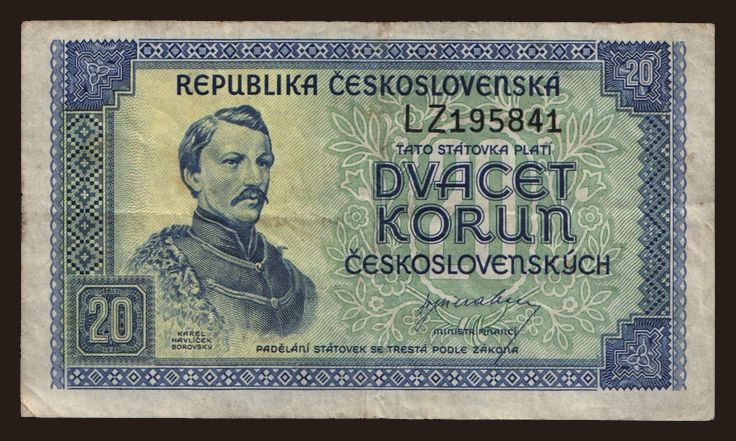 20
REPUBLIKA ČESKOSLOVENSKÁ
LZ195841
TATO STÁTOVKA PLATÍ
DVACET
KORUN
ČESKOSLOVENSKÝCH
MINISTR FINANCÍ
20
KAREL
HAVLÍČEK
BOROVSKÝ
PADĚLÁNÍ STÁTOVEK SE TRESTÁ PODLE ZÁKONA